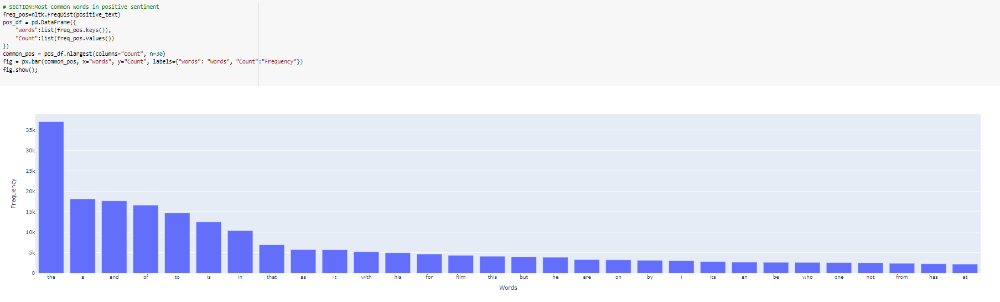 # SECTION:Most common words in positive sentiment
freq_pos=nltk.FreqDist(positive_text)
pos_df = pd.DataFrame({
    "words":list(freq_pos.keys()),
    "Count":list(freq_pos.values())
})
common_pos = pos_df.nlargest(columns="Count", n=30)
fig = px.bar(common_pos, x="words", y="Count", labels={"words": "Words", "Count":"Frequency"})
fig.show();
35k
30k
25k
20k
15k
10k
5k
0
Frequency
the a and of to is in that as it with his for film this but he are on by i its an be who one not from has at
Words